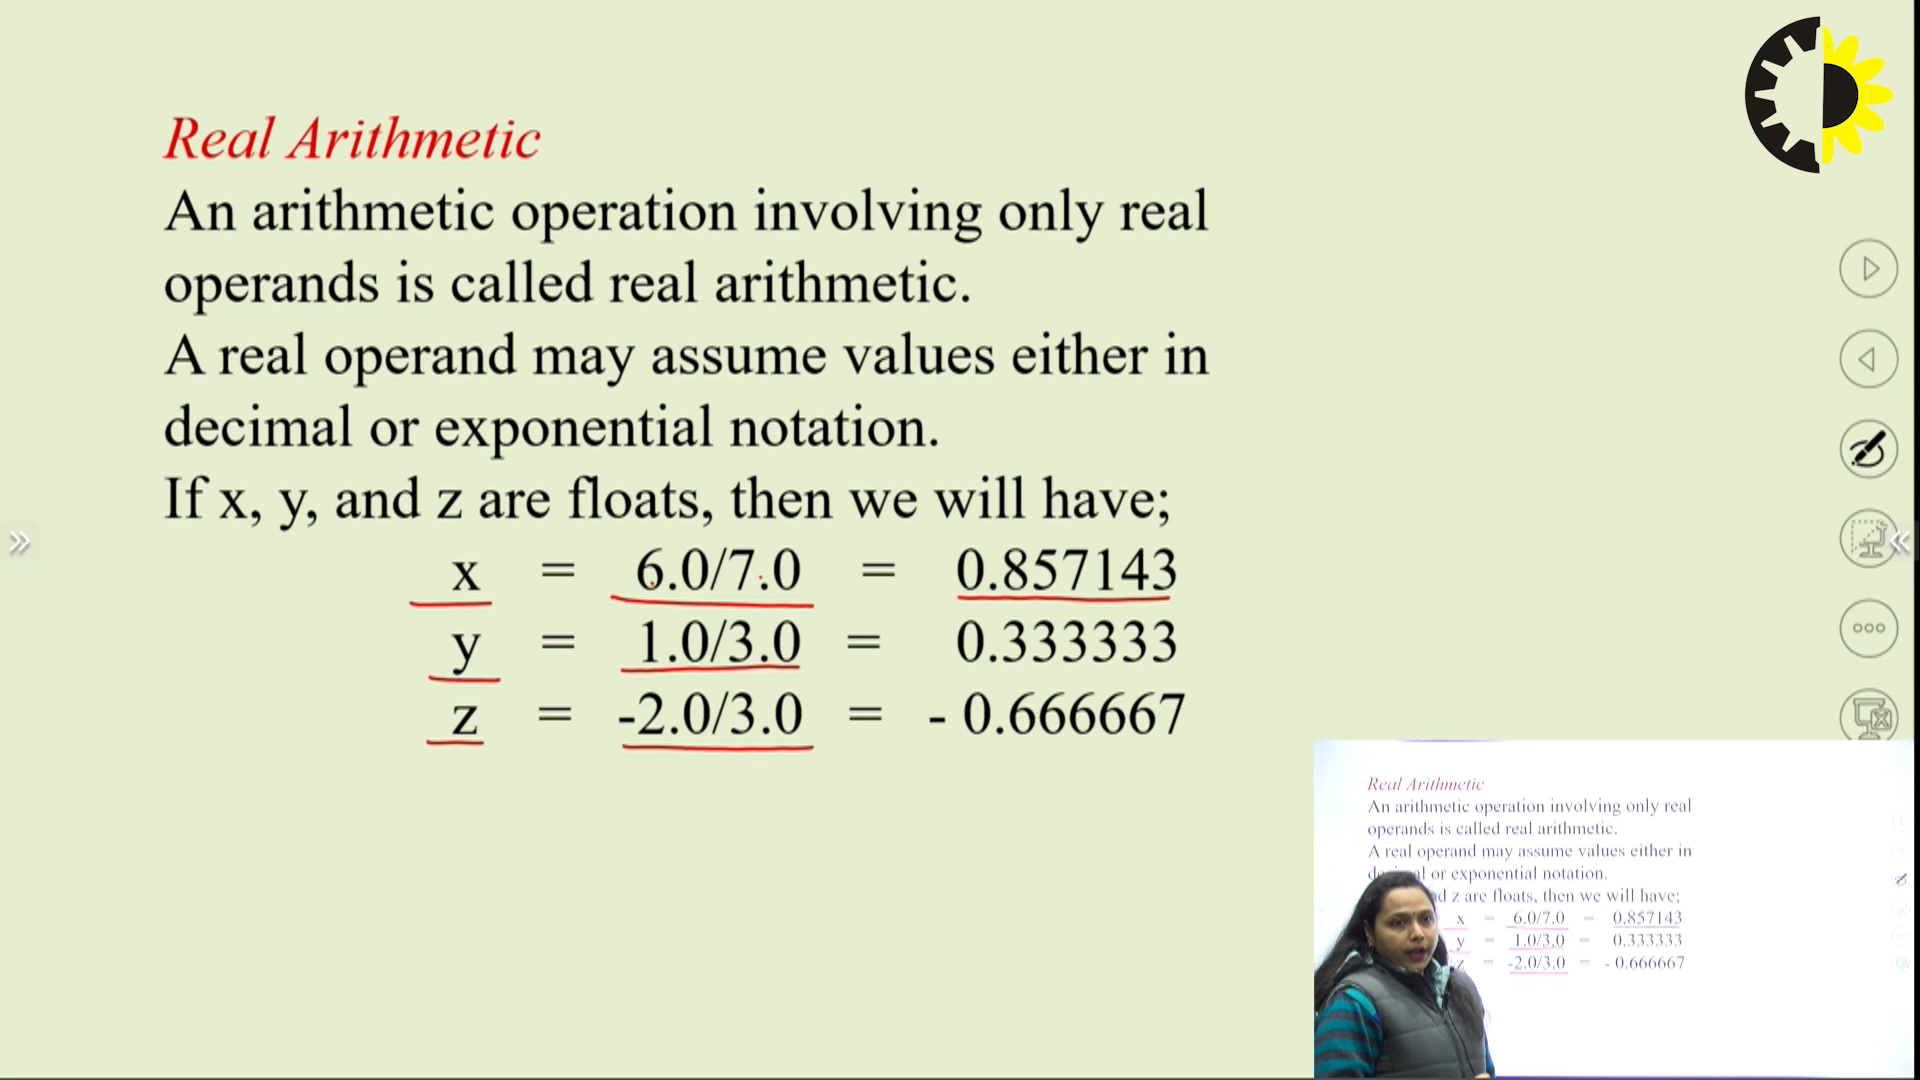 Real Arithmetic
An arithmetic operation involving only real
operands is called real arithmetic.
A real operand may assume values either in
decimal or exponential notation.
If x, y, and z are floats, then we will have;
x = 6.0/7.0 = 0.857143
y = 1.0/3.0 = 0.333333
z = -2.0/3.0 = - 0.666667
Real Arithmetic
An arithmetic operation involving only real
operands is called real arithmetic.
A real operand may assume values either in
or exponential notation.
z are floats, then we will have;
x = 6.0/7.0 = 0.857143
y = 1.0/3.0 = 0.333333
z = -2.0/3.0 = - 0.666667